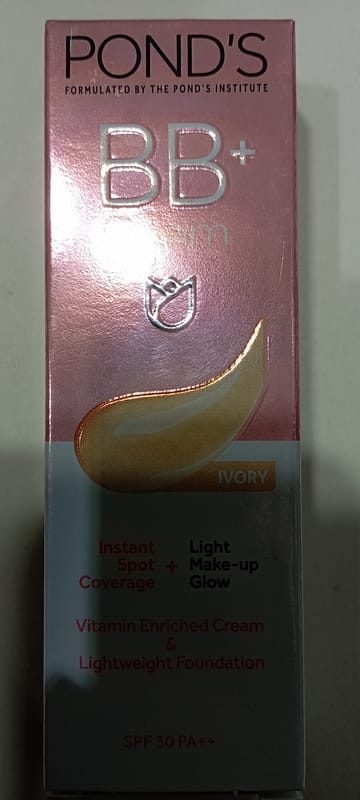 POND'S
FORMULATED BY THE POND'S INSTITUTE
BB+
cream
IVORY
Instant Spot Coverage
+
Light Make-up Glow
Vitamin Enriched Cream
&
Lightweight Foundation
SPF 30 PA++